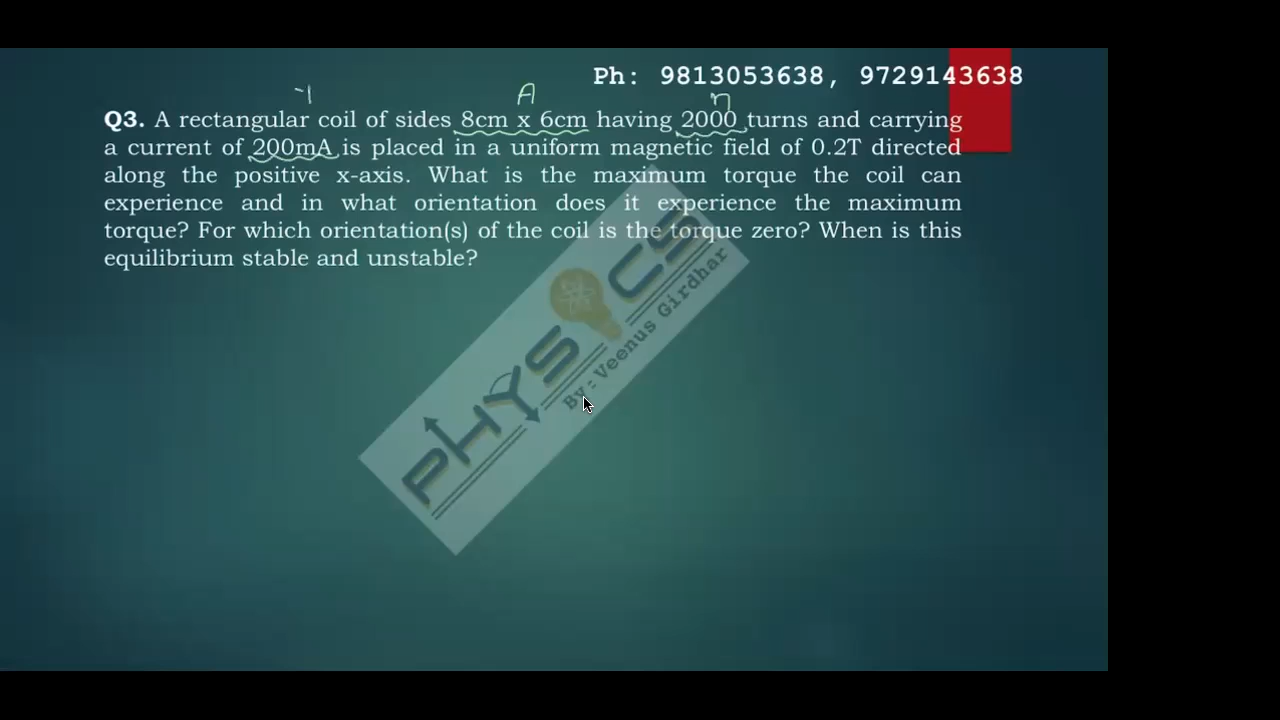 Ph: 9813053638, 9729143638
A
n
Q3. A rectangular coil of sides 8cm x 6cm having 2000 turns and carrying
a current of 200mA is placed in a uniform magnetic field of 0.2T directed
along the positive x-axis. What is the maximum torque the coil can
experience and in what orientation does it experience the maximum
torque? For which orientation(s) of the coil is the torque zero? When is this
equilibrium stable and unstable?
PHYSICS
By: Veenus Girdhar